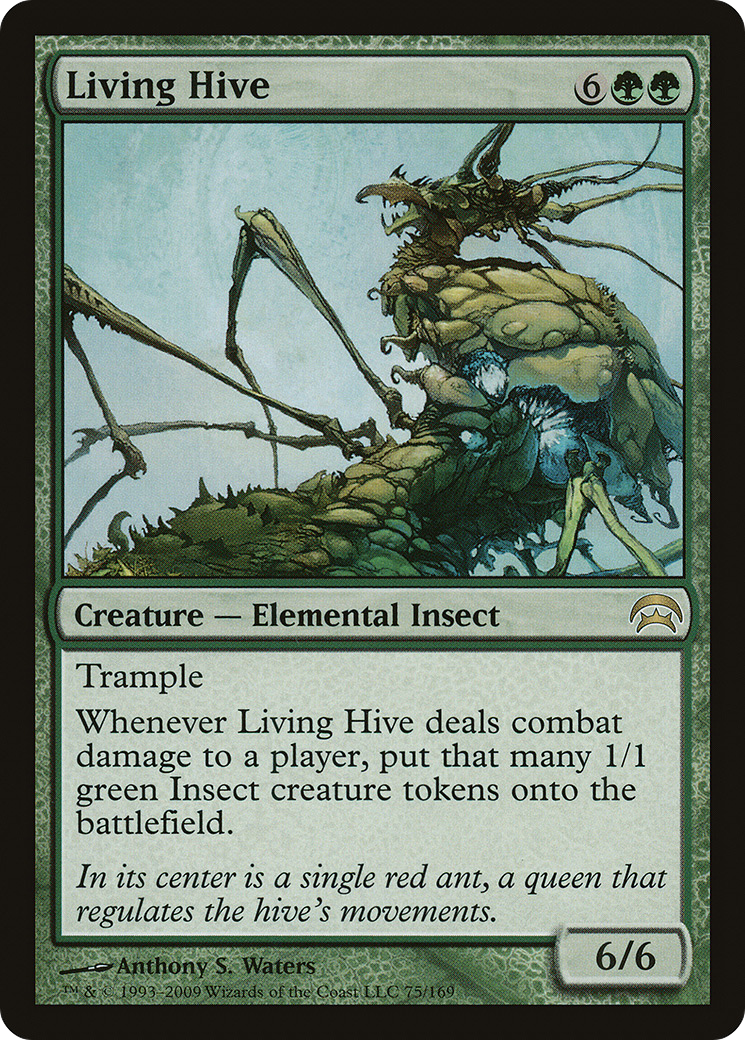 Living Hive 6
Creature — Elemental Insect
Trample
Whenever Living Hive deals combat
damage to a player, put that many 1/1
green Insect creature tokens onto the
battlefield.
In its center is a single red ant, a queen that
regulates the hive's movements.
6/6
Anthony S. Waters
™ & © 1993–2009 Wizards of the Coast LLC 75/169